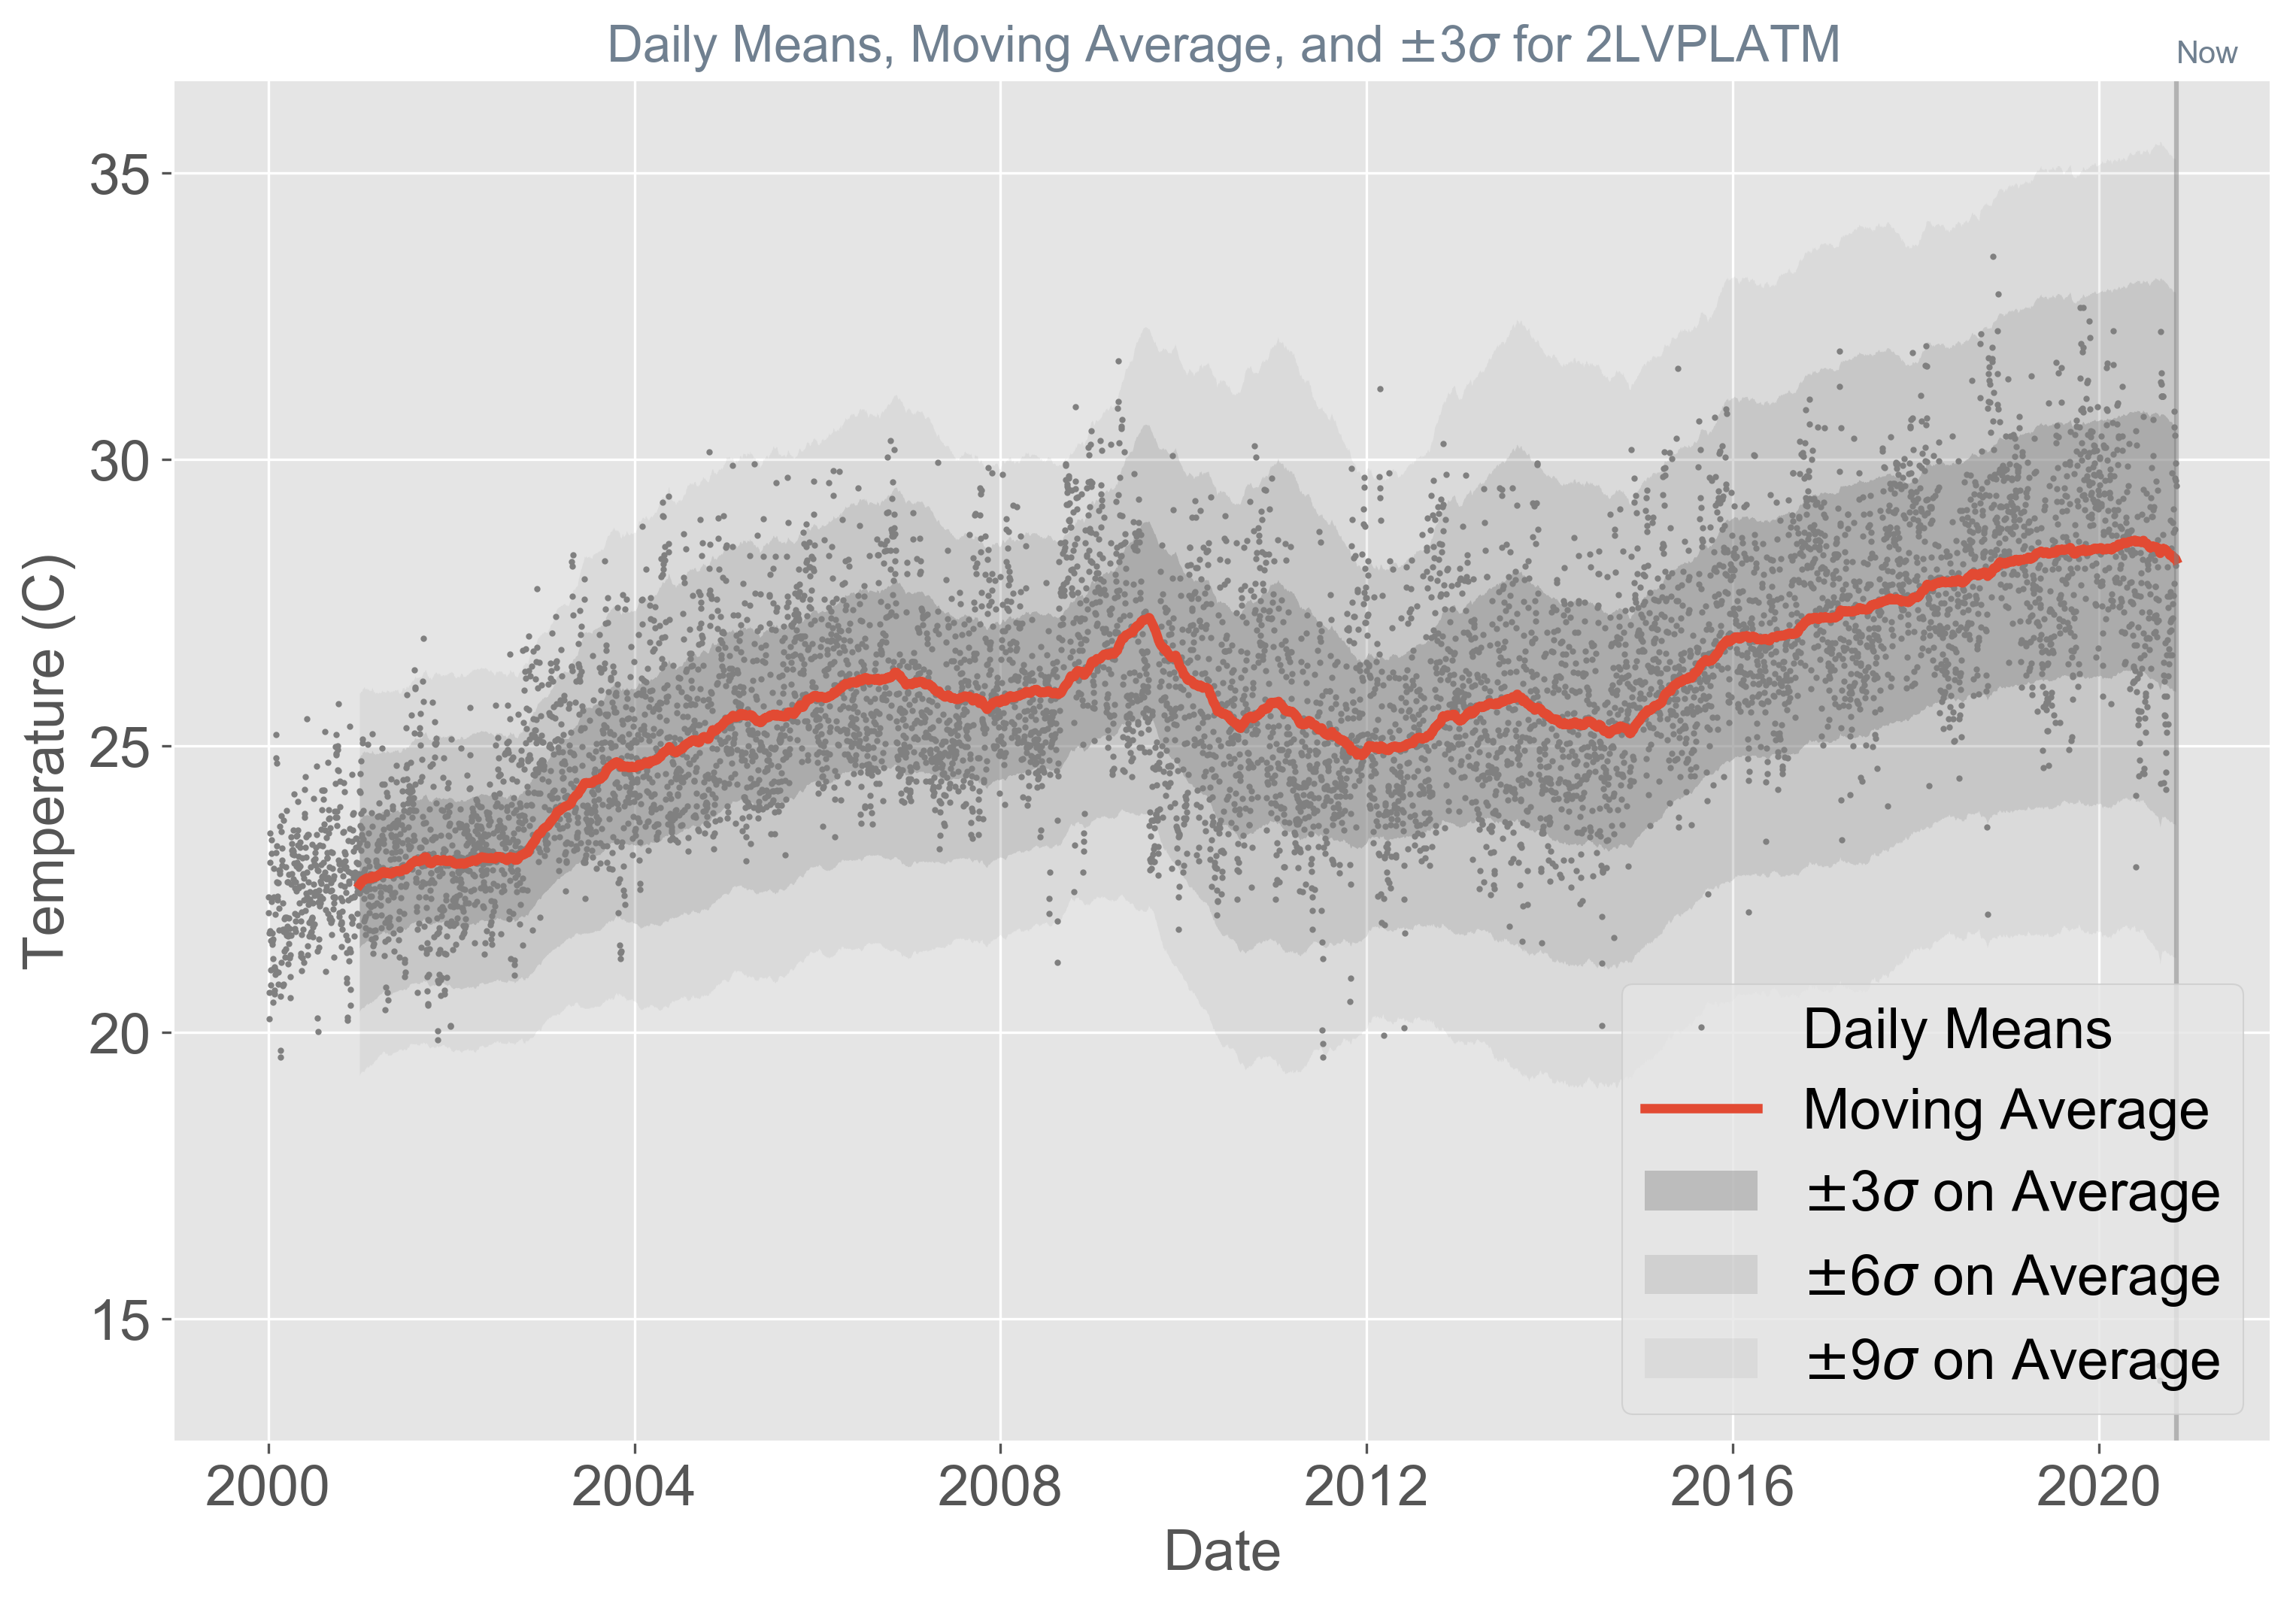 Daily Means, Moving Average, and ±3σ for 2LVPLATM
Now
35
30
25
20
15
Temperature (C)
2000 2004 2008 2012 2016 2020
Date
Daily Means
Moving Average
±3σ on Average
±6σ on Average
±9σ on Average